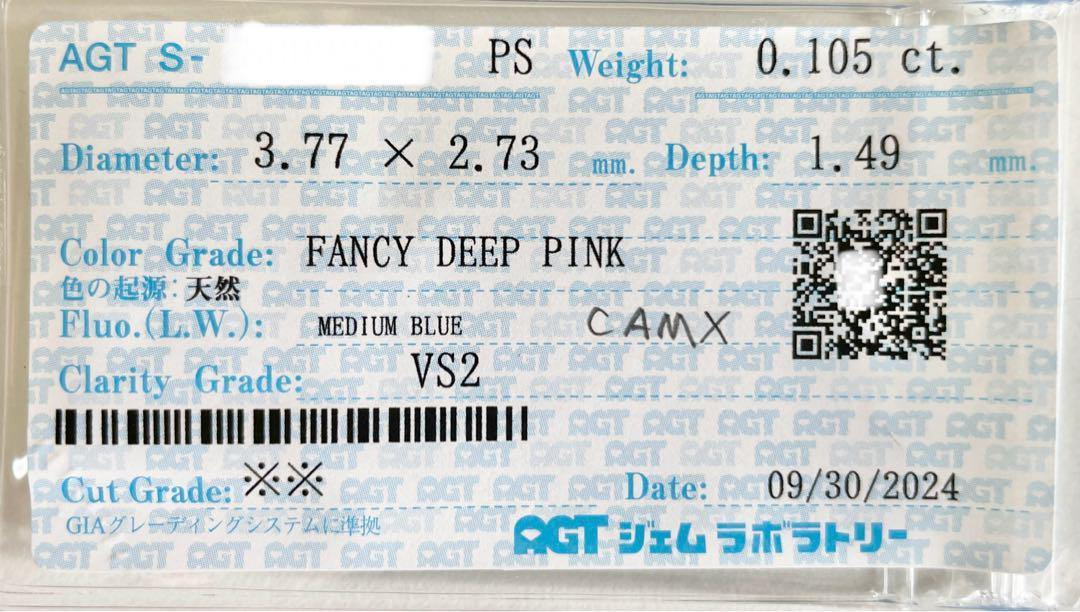 AGT S- PS Weight: 0.105 ct.
Diameter: 3.77 × 2.73 mm. Depth: 1.49 mm.
Color Grade: FANCY DEEP PINK
色の起源:天然
Fluo.(L.W.): MEDIUM BLUE CAMX
Clarity Grade: VS2
Cut Grade: ※※ Date: 09/30/2024
GIAグレーディングシステムに準拠
AGT ジェムラボラトリー